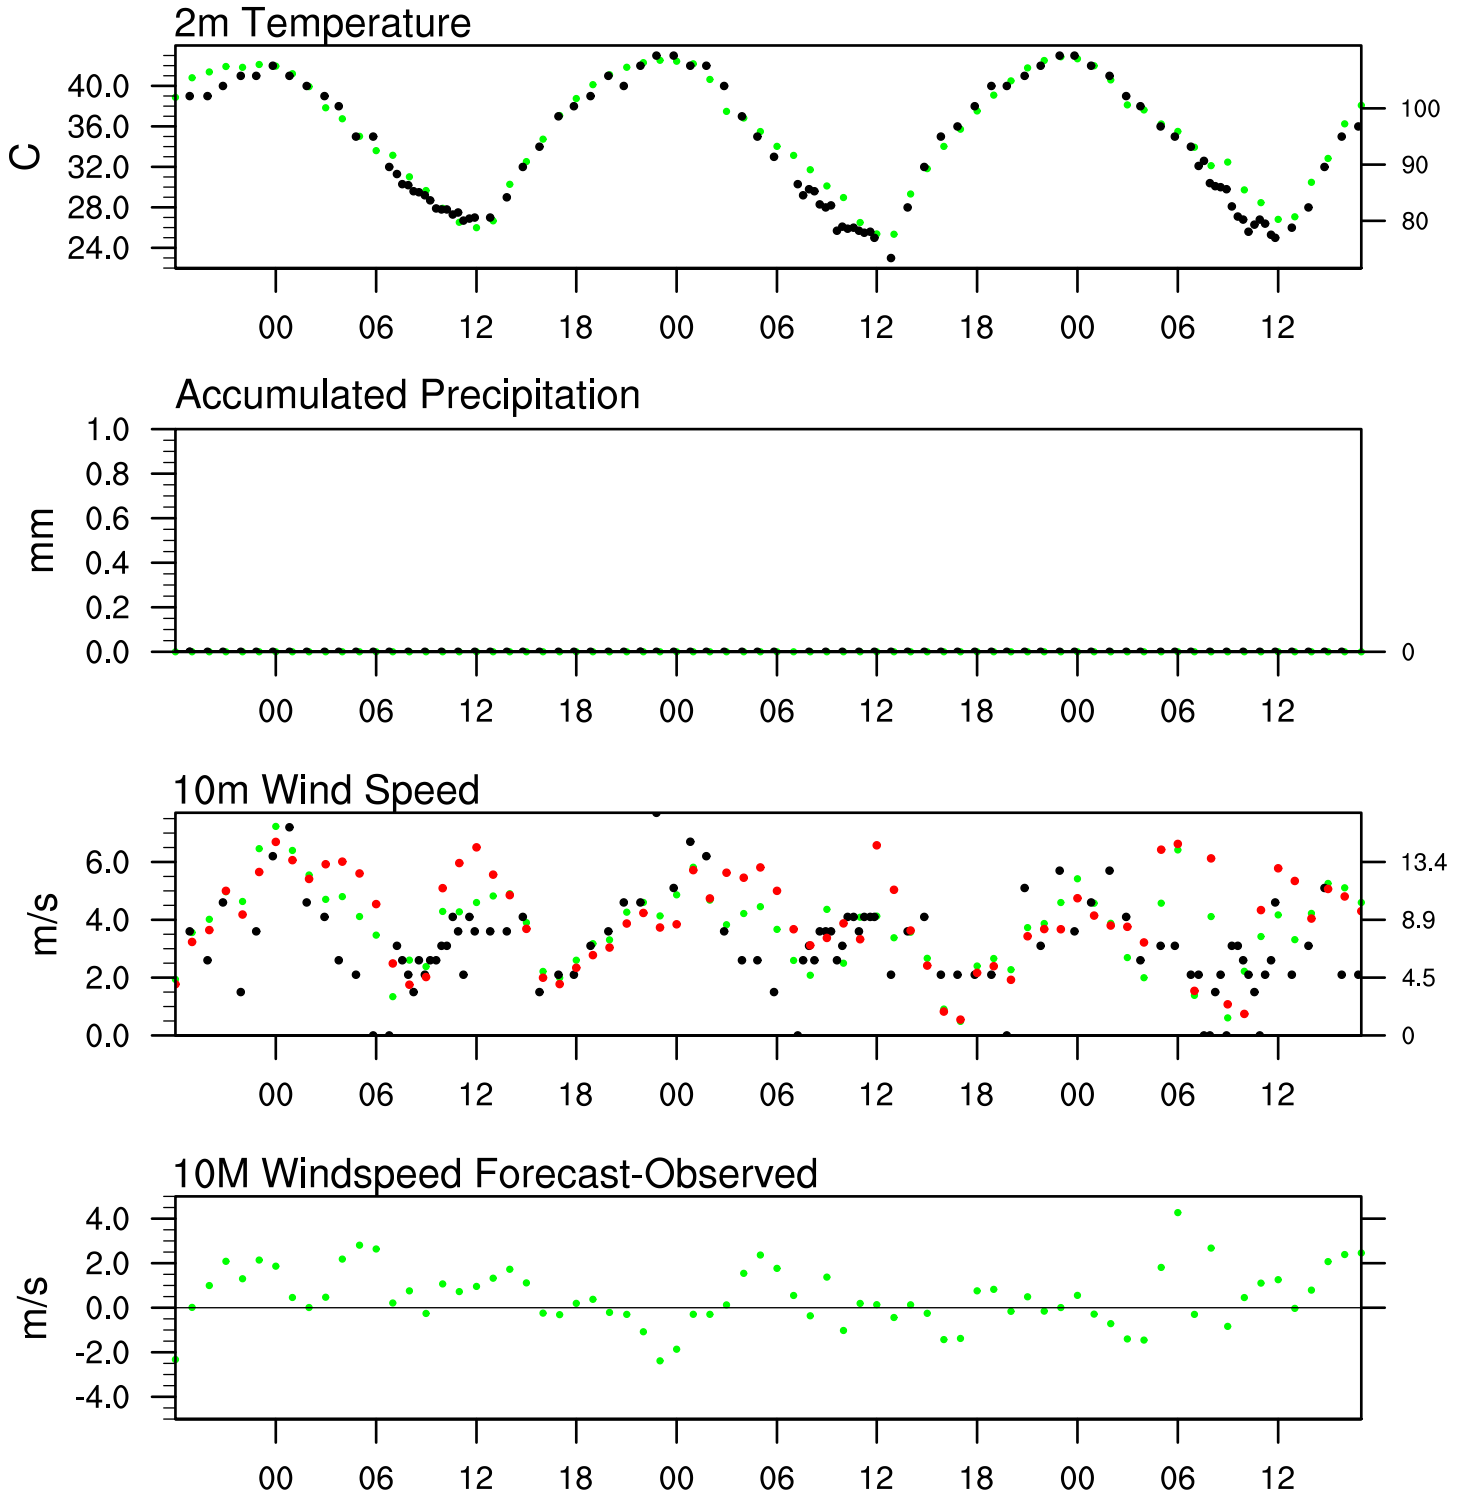 2m Temperature
C
40.0
36.0
32.0
28.0
24.0
100
90
80
00 06 12 18 00 06 12 18 00 06 12
Accumulated Precipitation
mm
1.0
0.8
0.6
0.4
0.2
0.0
0
00 06 12 18 00 06 12 18 00 06 12
10m Wind Speed
m/s
6.0
4.0
2.0
0.0
13.4
8.9
4.5
0
00 06 12 18 00 06 12 18 00 06 12
10M Windspeed Forecast-Observed
m/s
4.0
2.0
0.0
-2.0
-4.0
00 06 12 18 00 06 12 18 00 06 12